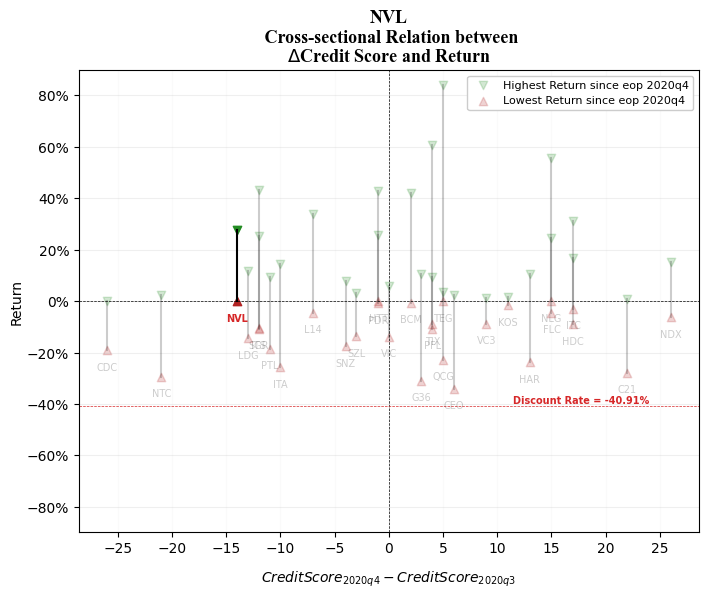 NVL
Cross-sectional Relation between
ΔCredit Score and Return
Highest Return since eop 2020q4
Lowest Return since eop 2020q4
80%
60%
40%
20%
0%
−20%
−40%
−60%
−80%
Return
CDC
NTC
NVL
LDG
PTL
ITA
L14
SNZ
SZL
PDR
VIC
BCM
G36
PFL
TEG
QCG
CEO
VC3
KOS
HAR
NLG
FLC
HDC
C21
NDX
Discount Rate = -40.91%
−25
−20
−15
−10
−5
0
5
10
15
20
25
CreditScore2020q4 − CreditScore2020q3